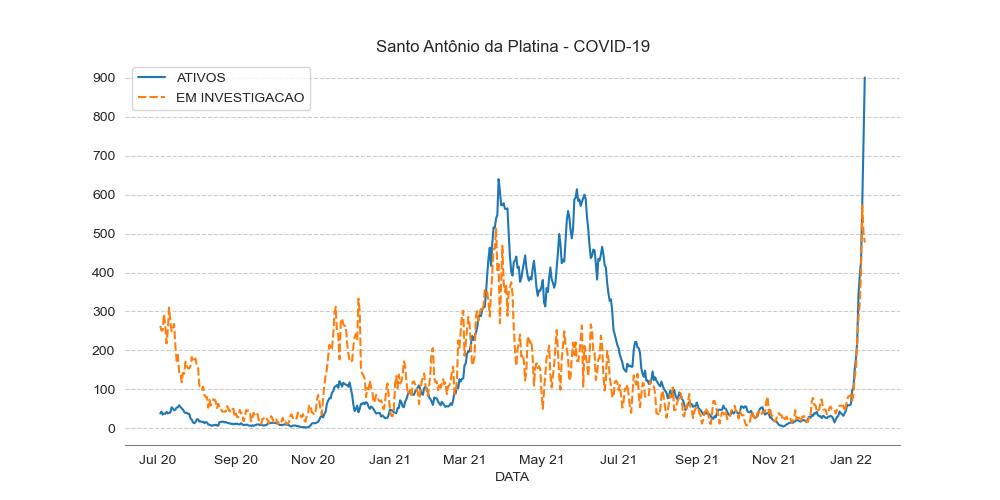 Santo Antônio da Platina - COVID-19
ATIVOS
EM INVESTIGACAO
900
800
700
600
500
400
300
200
100
0
Jul 20 Sep 20 Nov 20 Jan 21 Mar 21 May 21 Jul 21 Sep 21 Nov 21 Jan 22
DATA